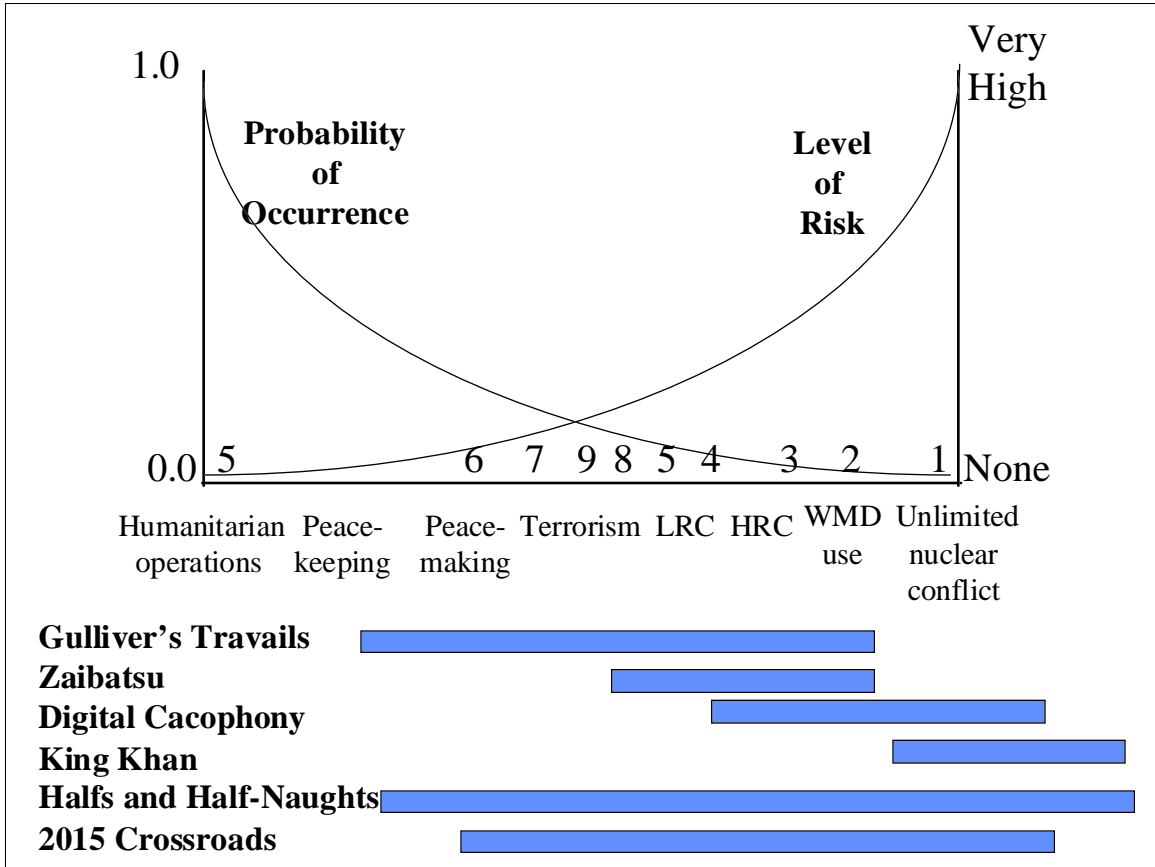 Very
1.0
High
Probability
of
Occurrence
Level
of
Risk
0.0
5 6 7 9 8 5 4 3 2 1
None
Humanitarian
operations
Peace-
keeping
Peace-
making
Terrorism
LRC
HRC
WMD
use
Unlimited
nuclear
conflict
Gulliver's Travails
Zaibatsu
Digital Cacophony
King Khan
Halfs and Half-Naughts
2015 Crossroads